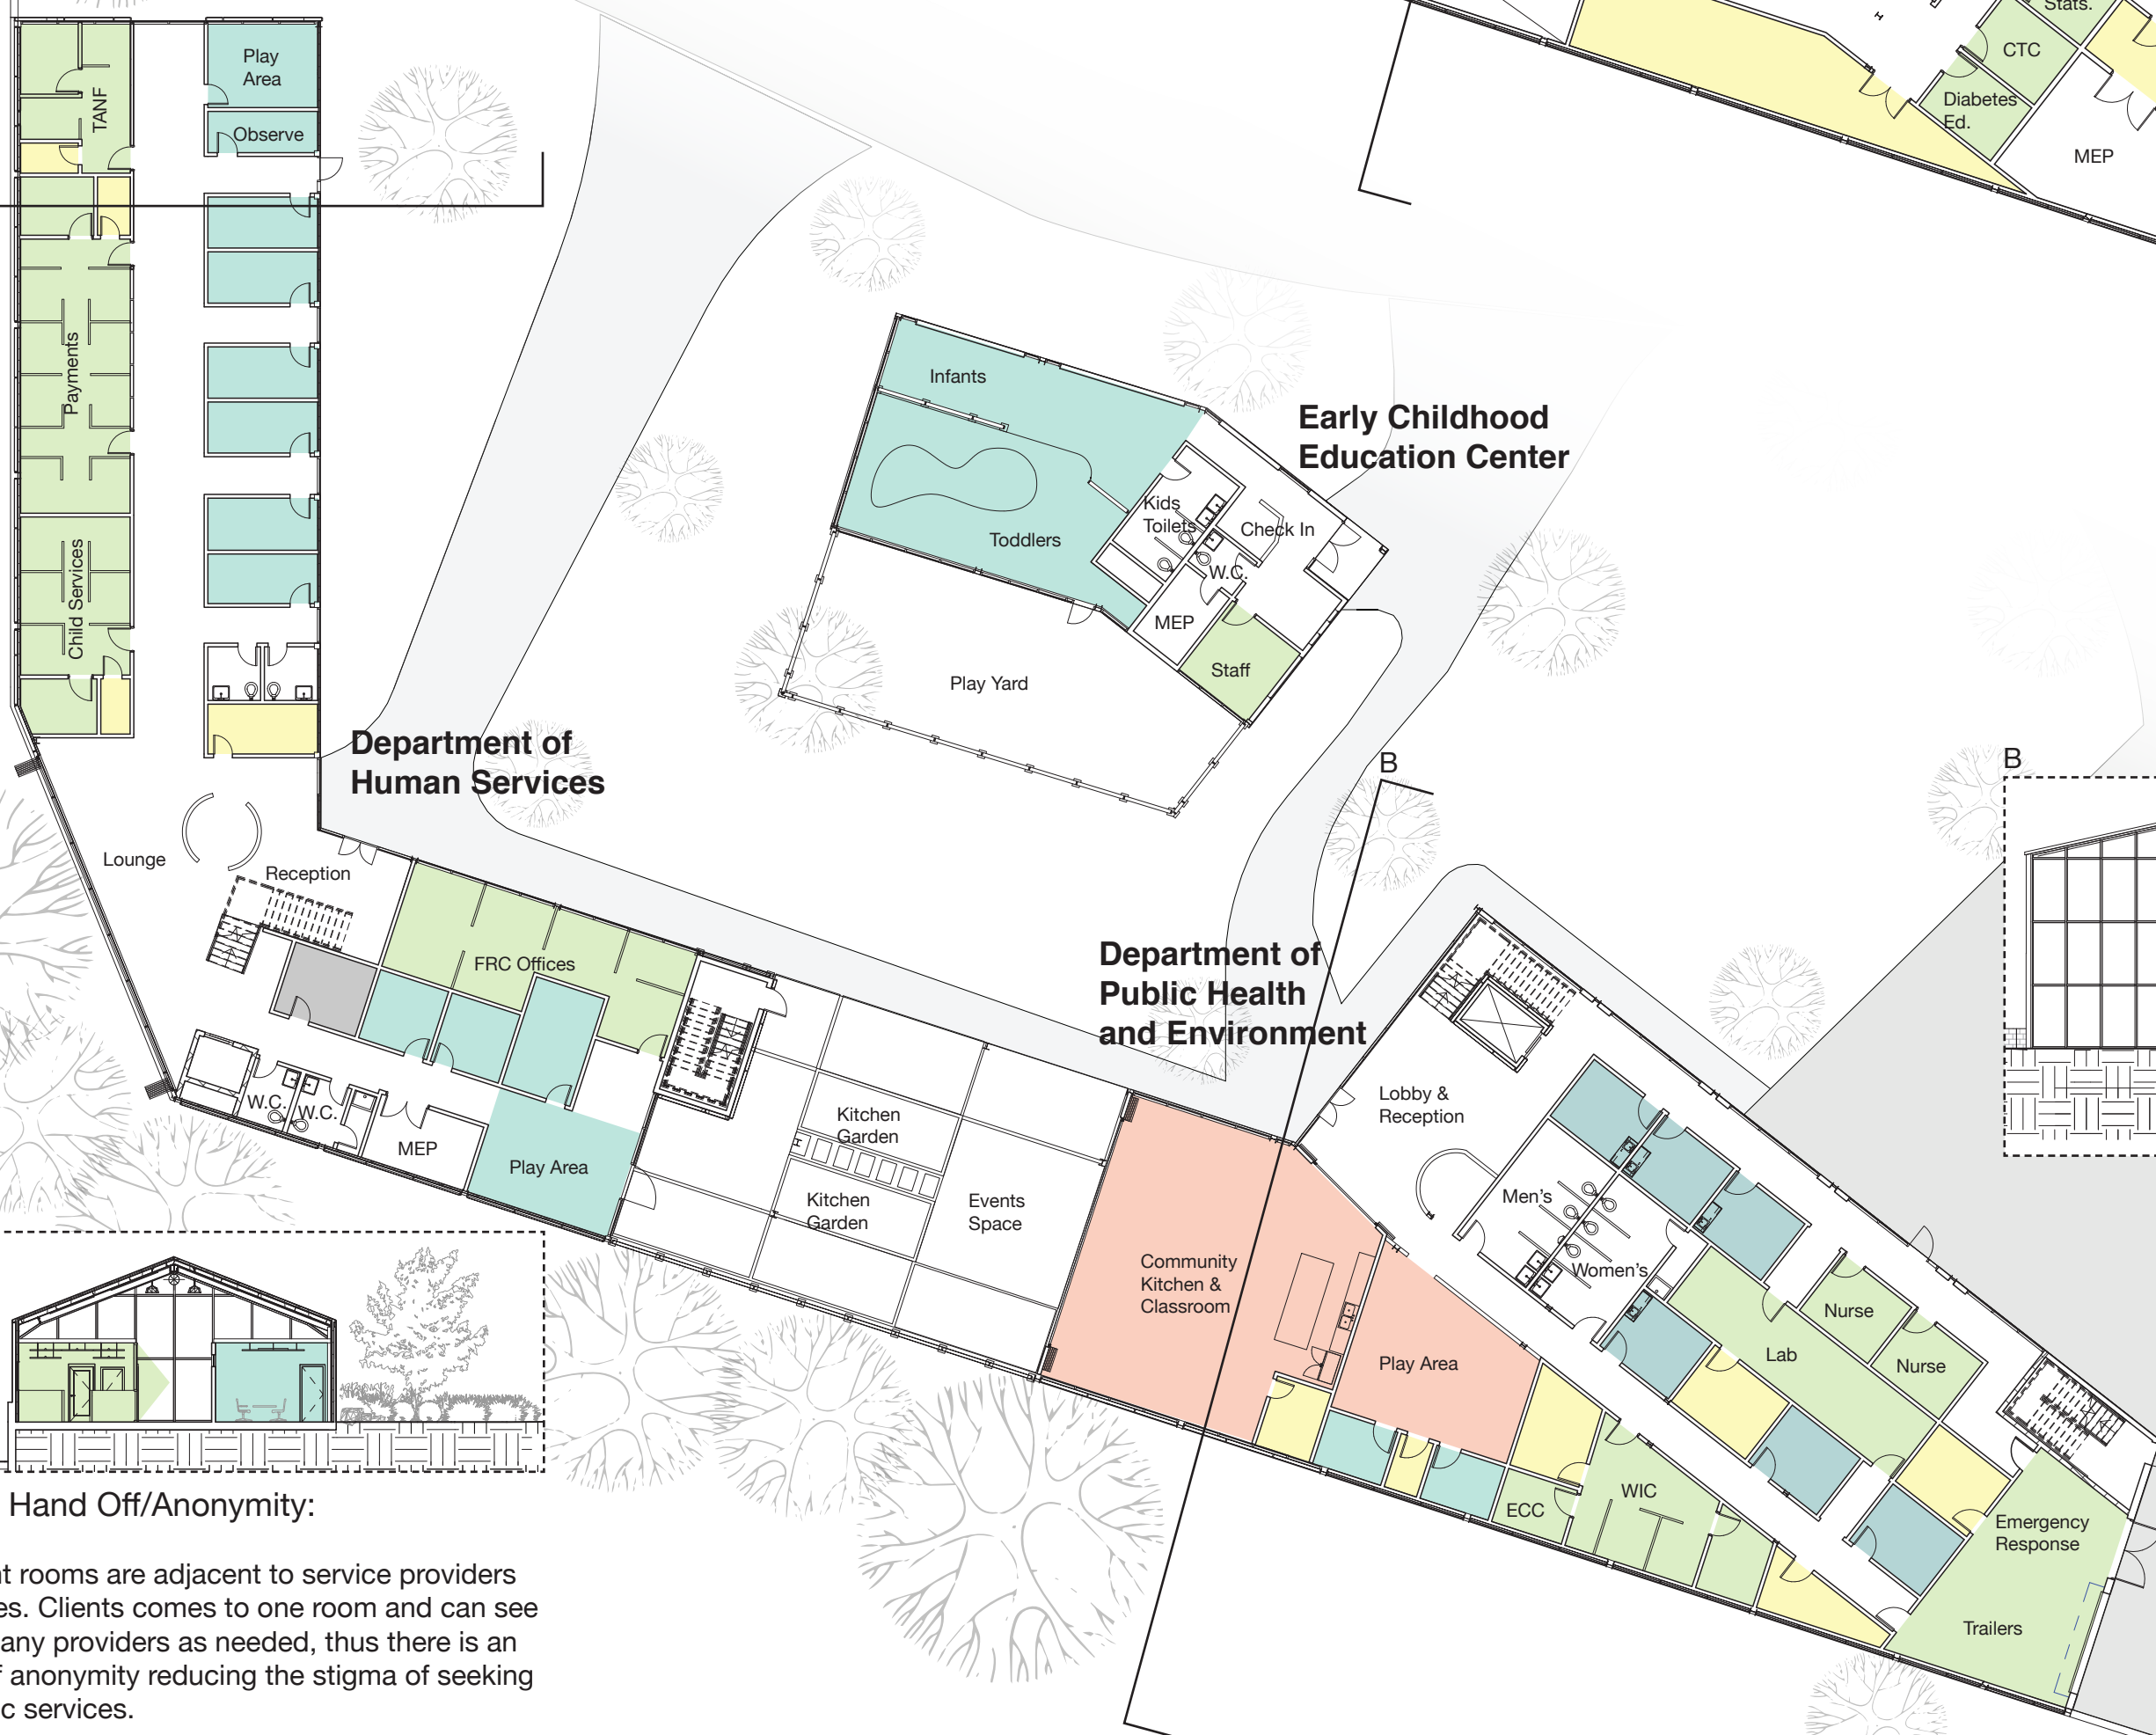 Play
Area
Observe
TANF
Payments
Child Services
Stats.
CTC
Diabetes
Ed.
MEP
Infants
Toddlers
Kids
Toilets
Check In
W.C.
MEP
Staff
Play Yard
Early Childhood
Education Center
Department of
Human Services
Lounge
Reception
FRC Offices
W.C.
W.C.
MEP
Play Area
Kitchen
Garden
Kitchen
Garden
Events
Space
Department of
Public Health
and Environment
B
B
Lobby &
Reception
Men's
Women's
Community
Kitchen &
Classroom
Play Area
Nurse
Nurse
Lab
ECC
WIC
Emergency
Response
Trailers
Hand Off/Anonymity:
rooms are adjacent to service providers
Clients comes to one room and can see
any providers as needed, thus there is an
anonymity reducing the stigma of seeking
services.